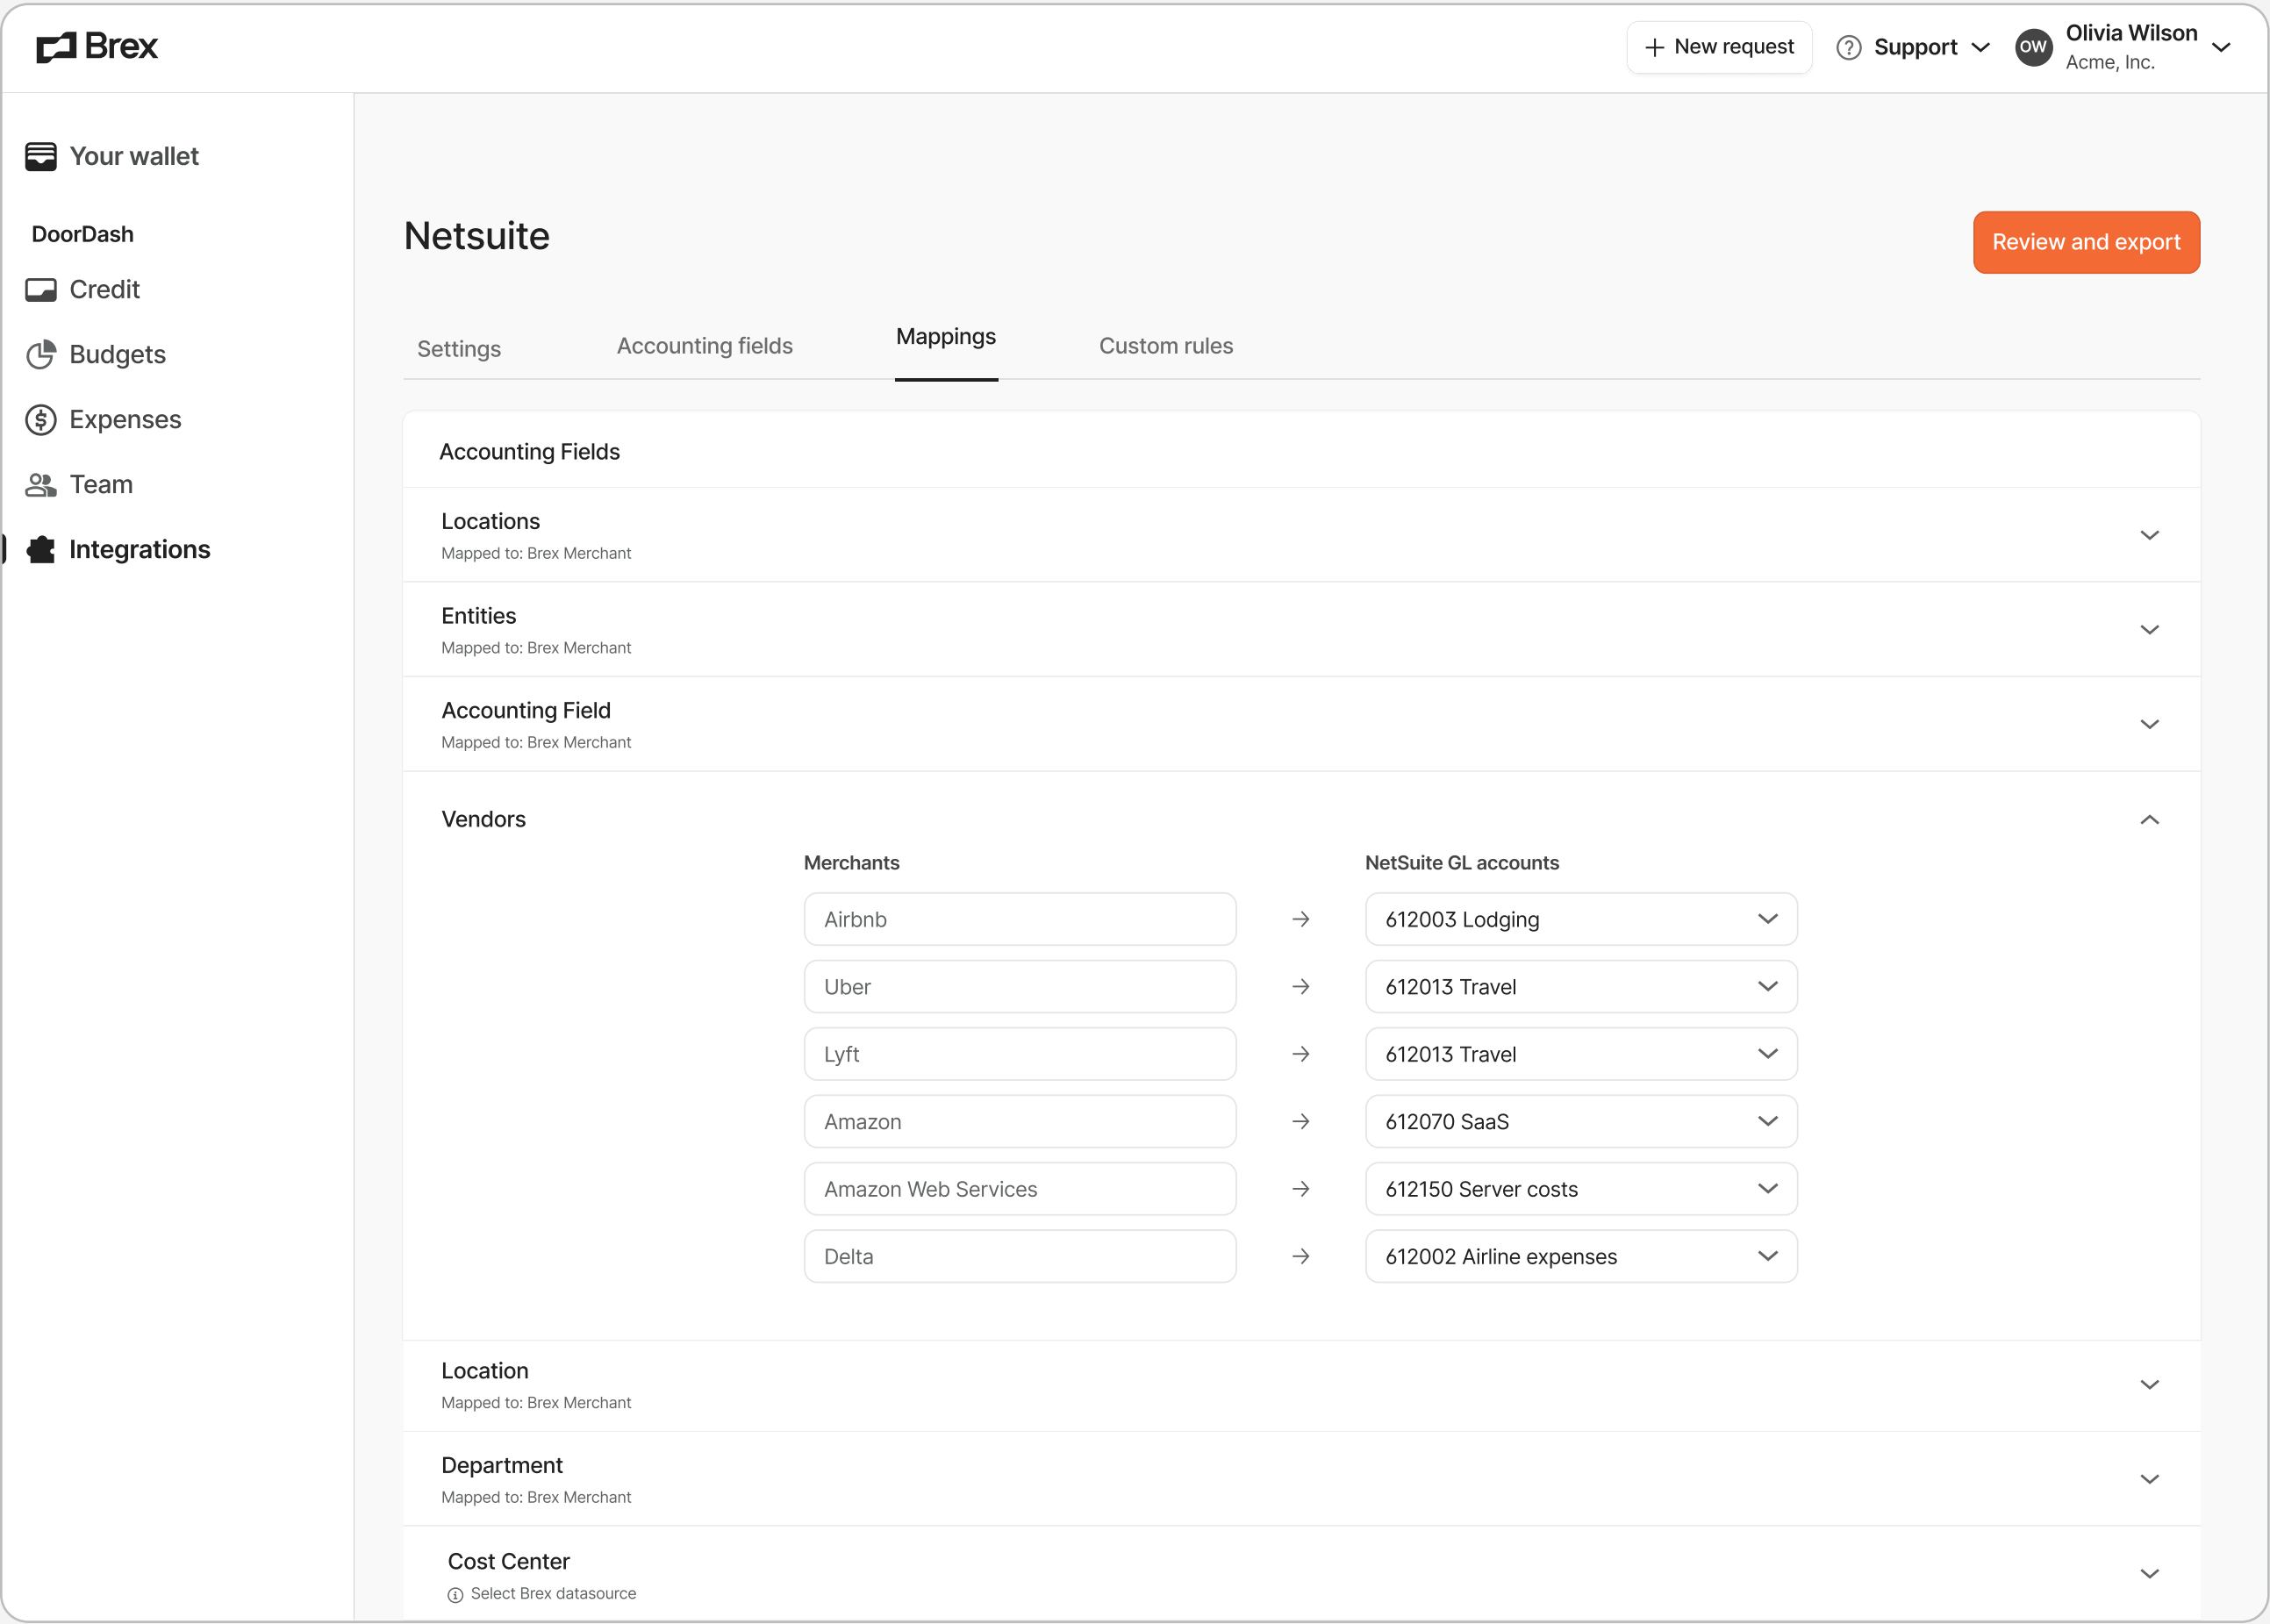 Brex
New request
Support
OW
Olivia Wilson
Acme, Inc.
Your wallet
DoorDash
Credit
Budgets
Expenses
Team
Integrations
Netsuite
Review and export
Settings
Accounting fields
Mappings
Custom rules
Accounting Fields
Locations
Mapped to: Brex Merchant
Entities
Mapped to: Brex Merchant
Accounting Field
Mapped to: Brex Merchant
Vendors
Merchants
NetSuite GL accounts
Airbnb
612003 Lodging
Uber
612013 Travel
Lyft
612013 Travel
Amazon
612070 SaaS
Amazon Web Services
612150 Server costs
Delta
612002 Airline expenses
Location
Mapped to: Brex Merchant
Department
Mapped to: Brex Merchant
Cost Center
Select Brex datasource